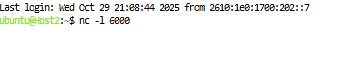 Last login: Wed Oct 29 21:08:44 2025 from 2610:1e0:1700:202::7
ubuntu@Host2:~$ nc -l 6000